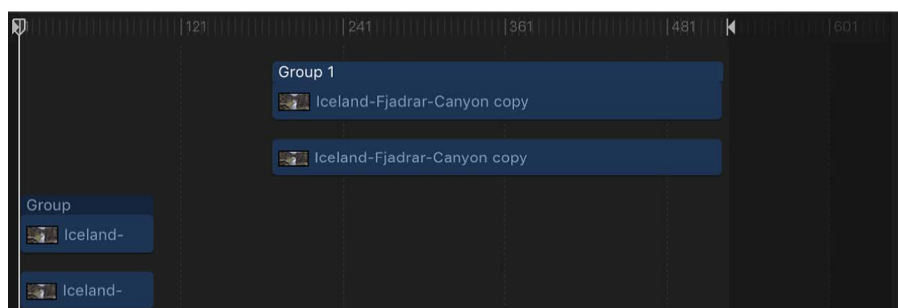 121 241 361 481 601
Group 1
Iceland-Fjadrar-Canyon copy
Iceland-Fjadrar-Canyon copy
Group
Iceland-
Iceland-